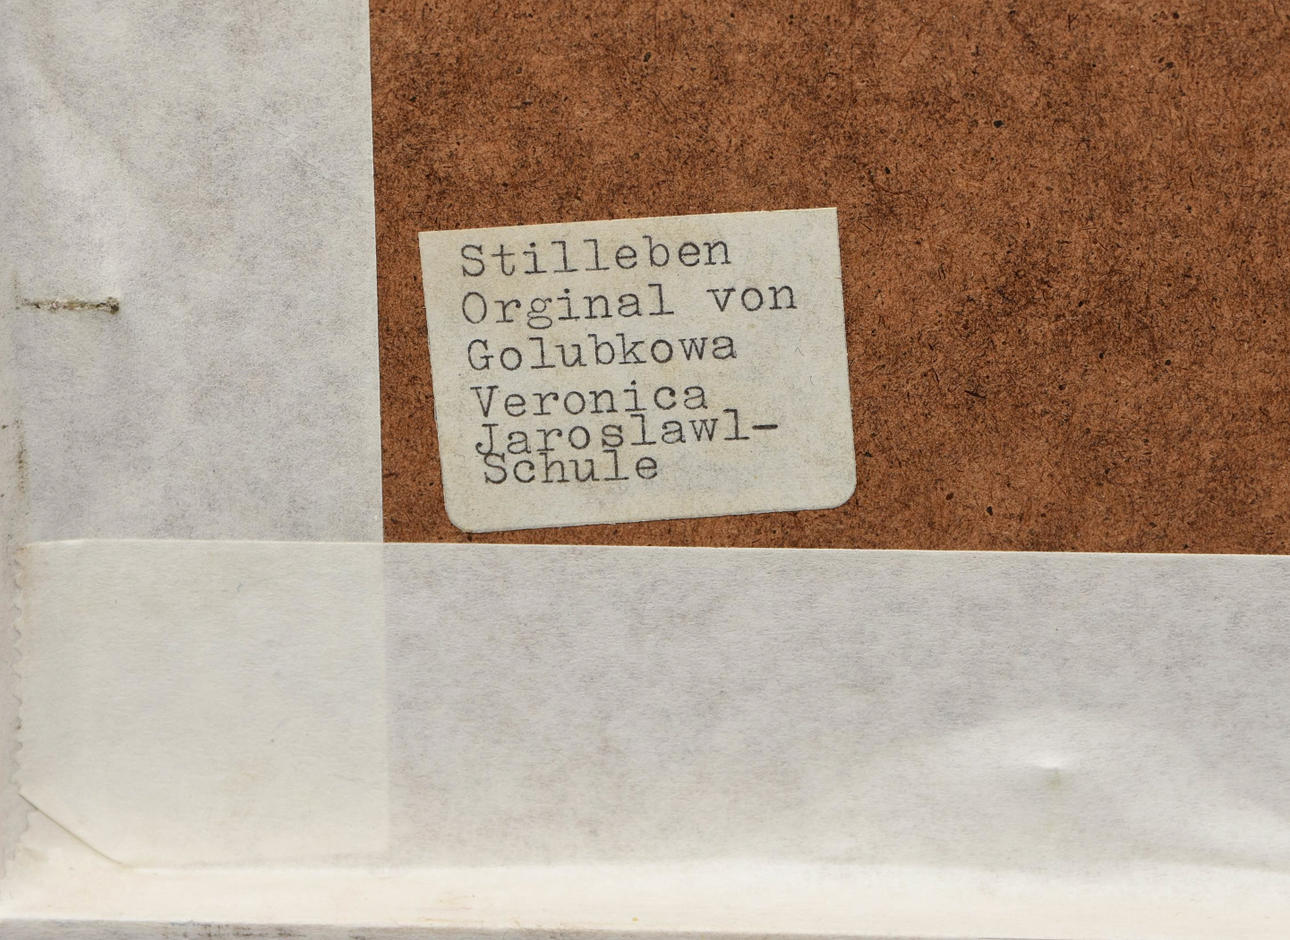 Stilleben
Orginal von
Golubkowa
Veronica
Jaroslawl-
Schule